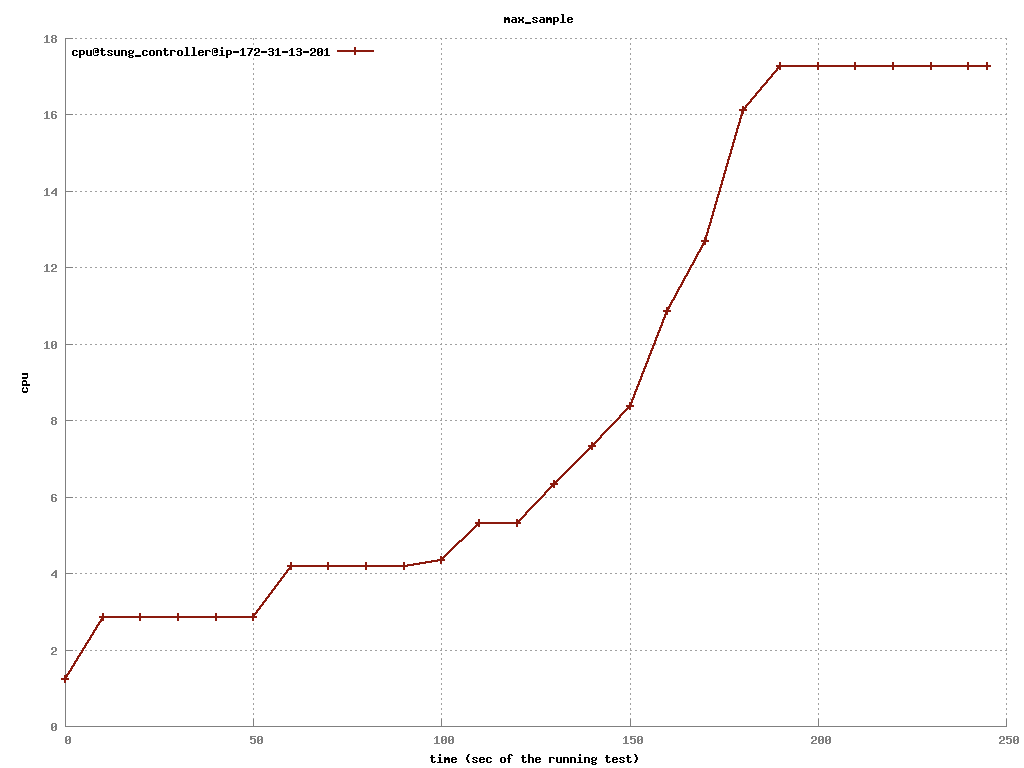 max_sample
cpu@tsung_controller@ip-172-31-13-201
18
16
14
12
10
8
6
4
2
0
cpu
0 50 100 150 200 250
time (sec of the running test)